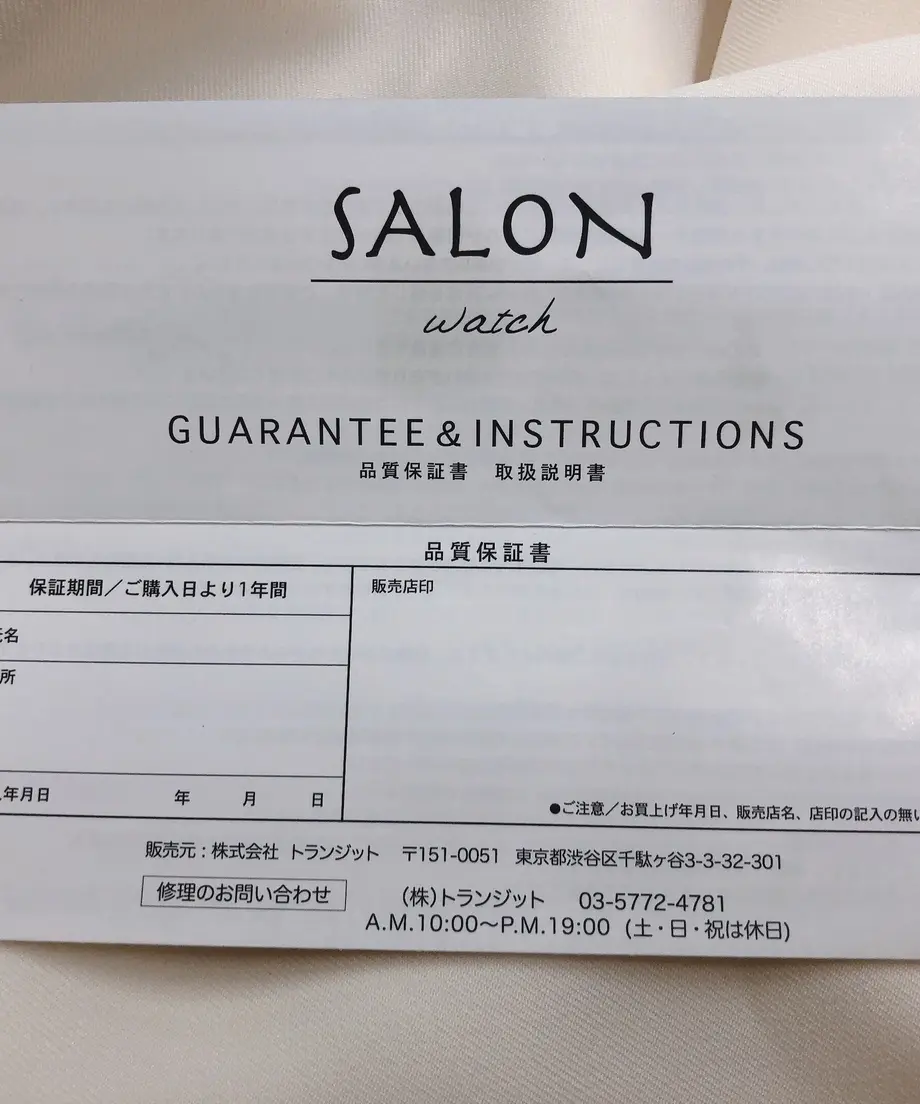 SALON
watch
GUARANTEE & INSTRUCTIONS
品質保証書 取扱説明書
品質保証書
保証期間／ご購入日より1年間
販売店印
名
所
年月日 年 月 日
●ご注意／お買上げ年月日、販売店名、店印の記入の無い
販売元：株式会社 トランジット 〒151-0051 東京都渋谷区千駄ヶ谷3-3-32-301
修理のお問い合わせ （株）トランジット 03-5772-4781
A.M.10:00〜P.M.19:00 (土・日・祝は休日)